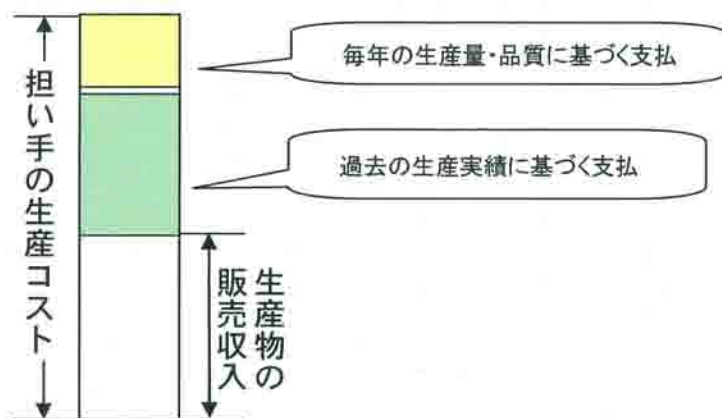 担い手の生産コスト
毎年の生産量・品質に基づく支払
過去の生産実績に基づく支払
生産物の
販売収入